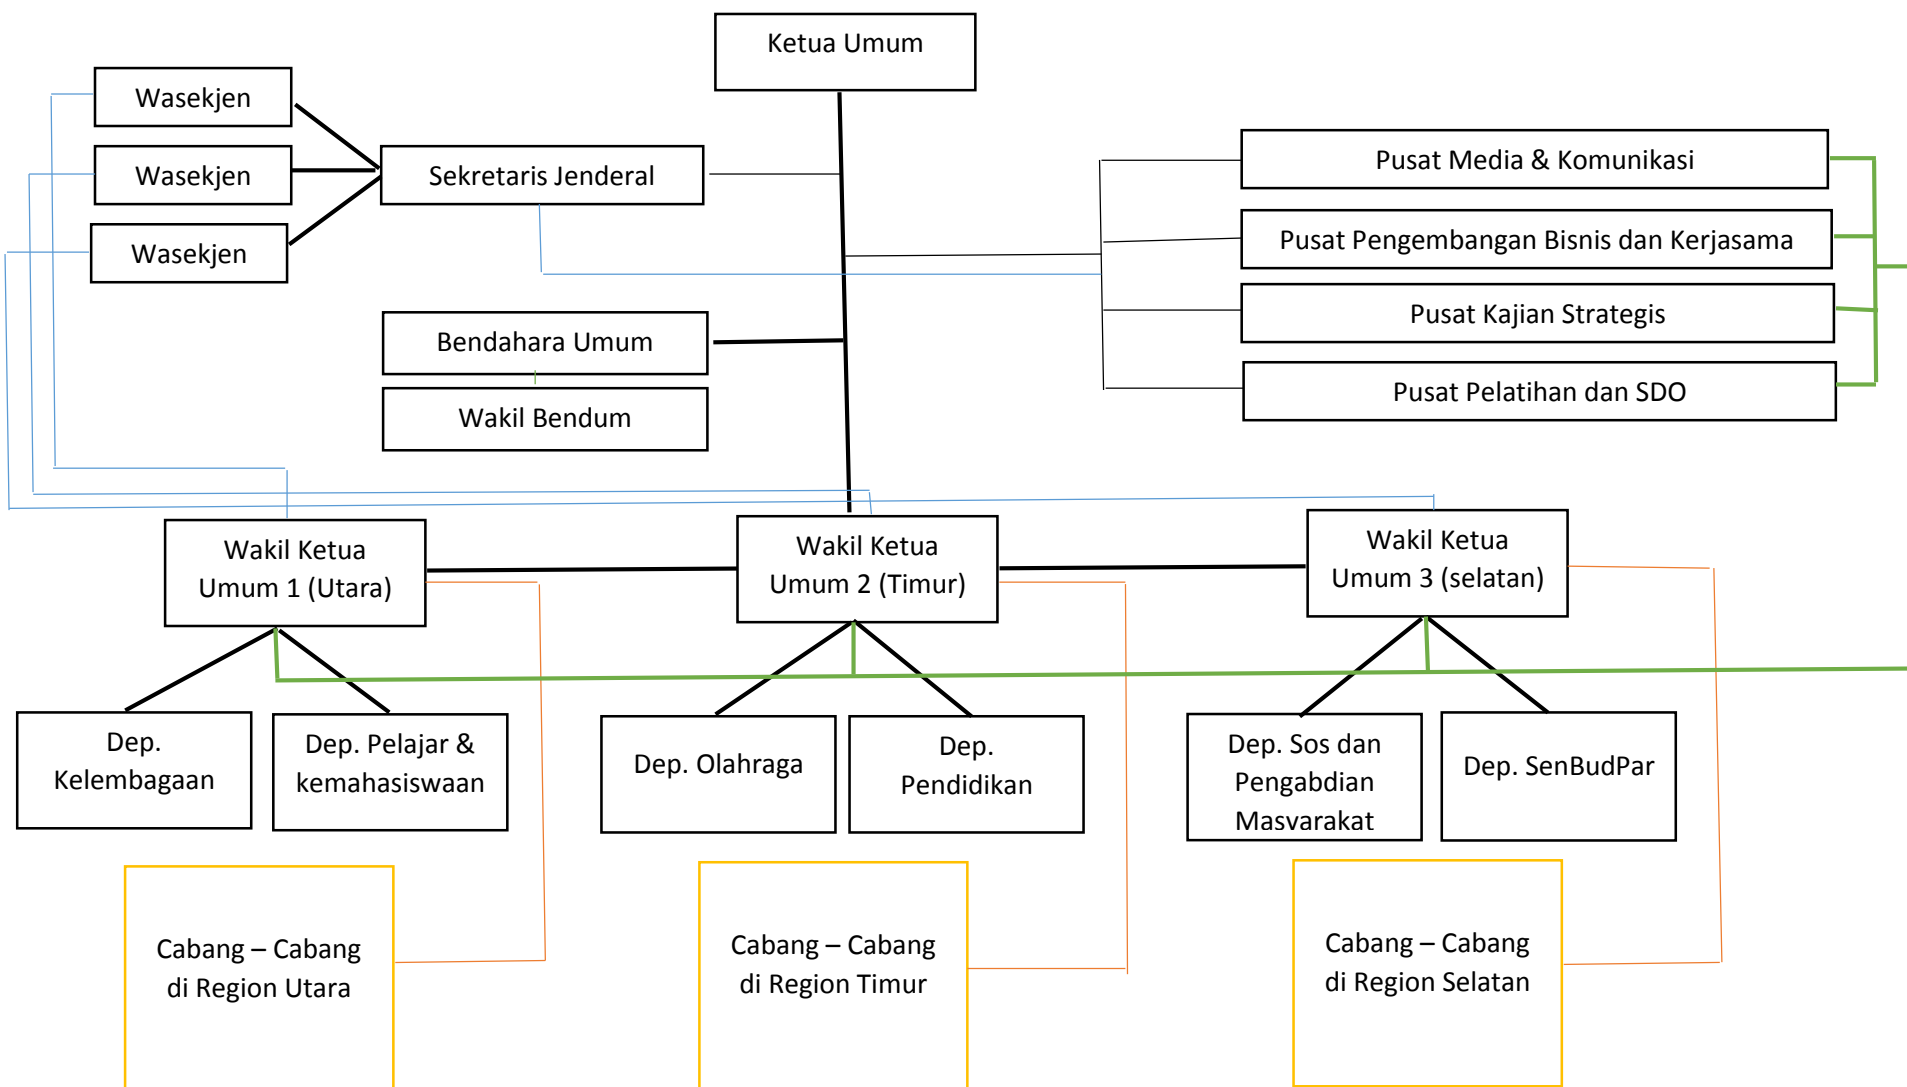 Ketua Umum
Wasekjen
Wasekjen
Wasekjen
Sekretaris Jenderal
Pusat Media & Komunikasi
Pusat Pengembangan Bisnis dan Kerjasama
Pusat Kajian Strategis
Pusat Pelatihan dan SDO
Bendahara Umum
Wakil Bendum
Wakil Ketua
Umum 1 (Utara)
Wakil Ketua
Umum 2 (Timur)
Wakil Ketua
Umum 3 (selatan)
Dep.
Kelembagaan
Dep. Pelajar &
kemahasiswaan
Dep. Olahraga
Dep.
Pendidikan
Dep. Sos dan
Pengabdian
Masyarakat
Dep. SenBudPar
Cabang – Cabang
di Region Utara
Cabang – Cabang
di Region Timur
Cabang – Cabang
di Region Selatan